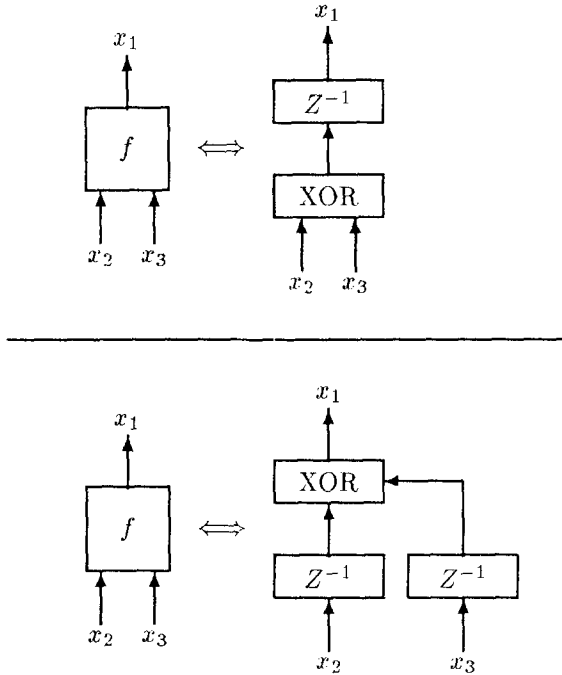 x₁ x₁
Z⁻¹
f ⟺
XOR
x₂ x₃ x₂ x₃
x₁ x₁
XOR
f ⟺
Z⁻¹ Z⁻¹
x₂ x₃
x₂ x₃